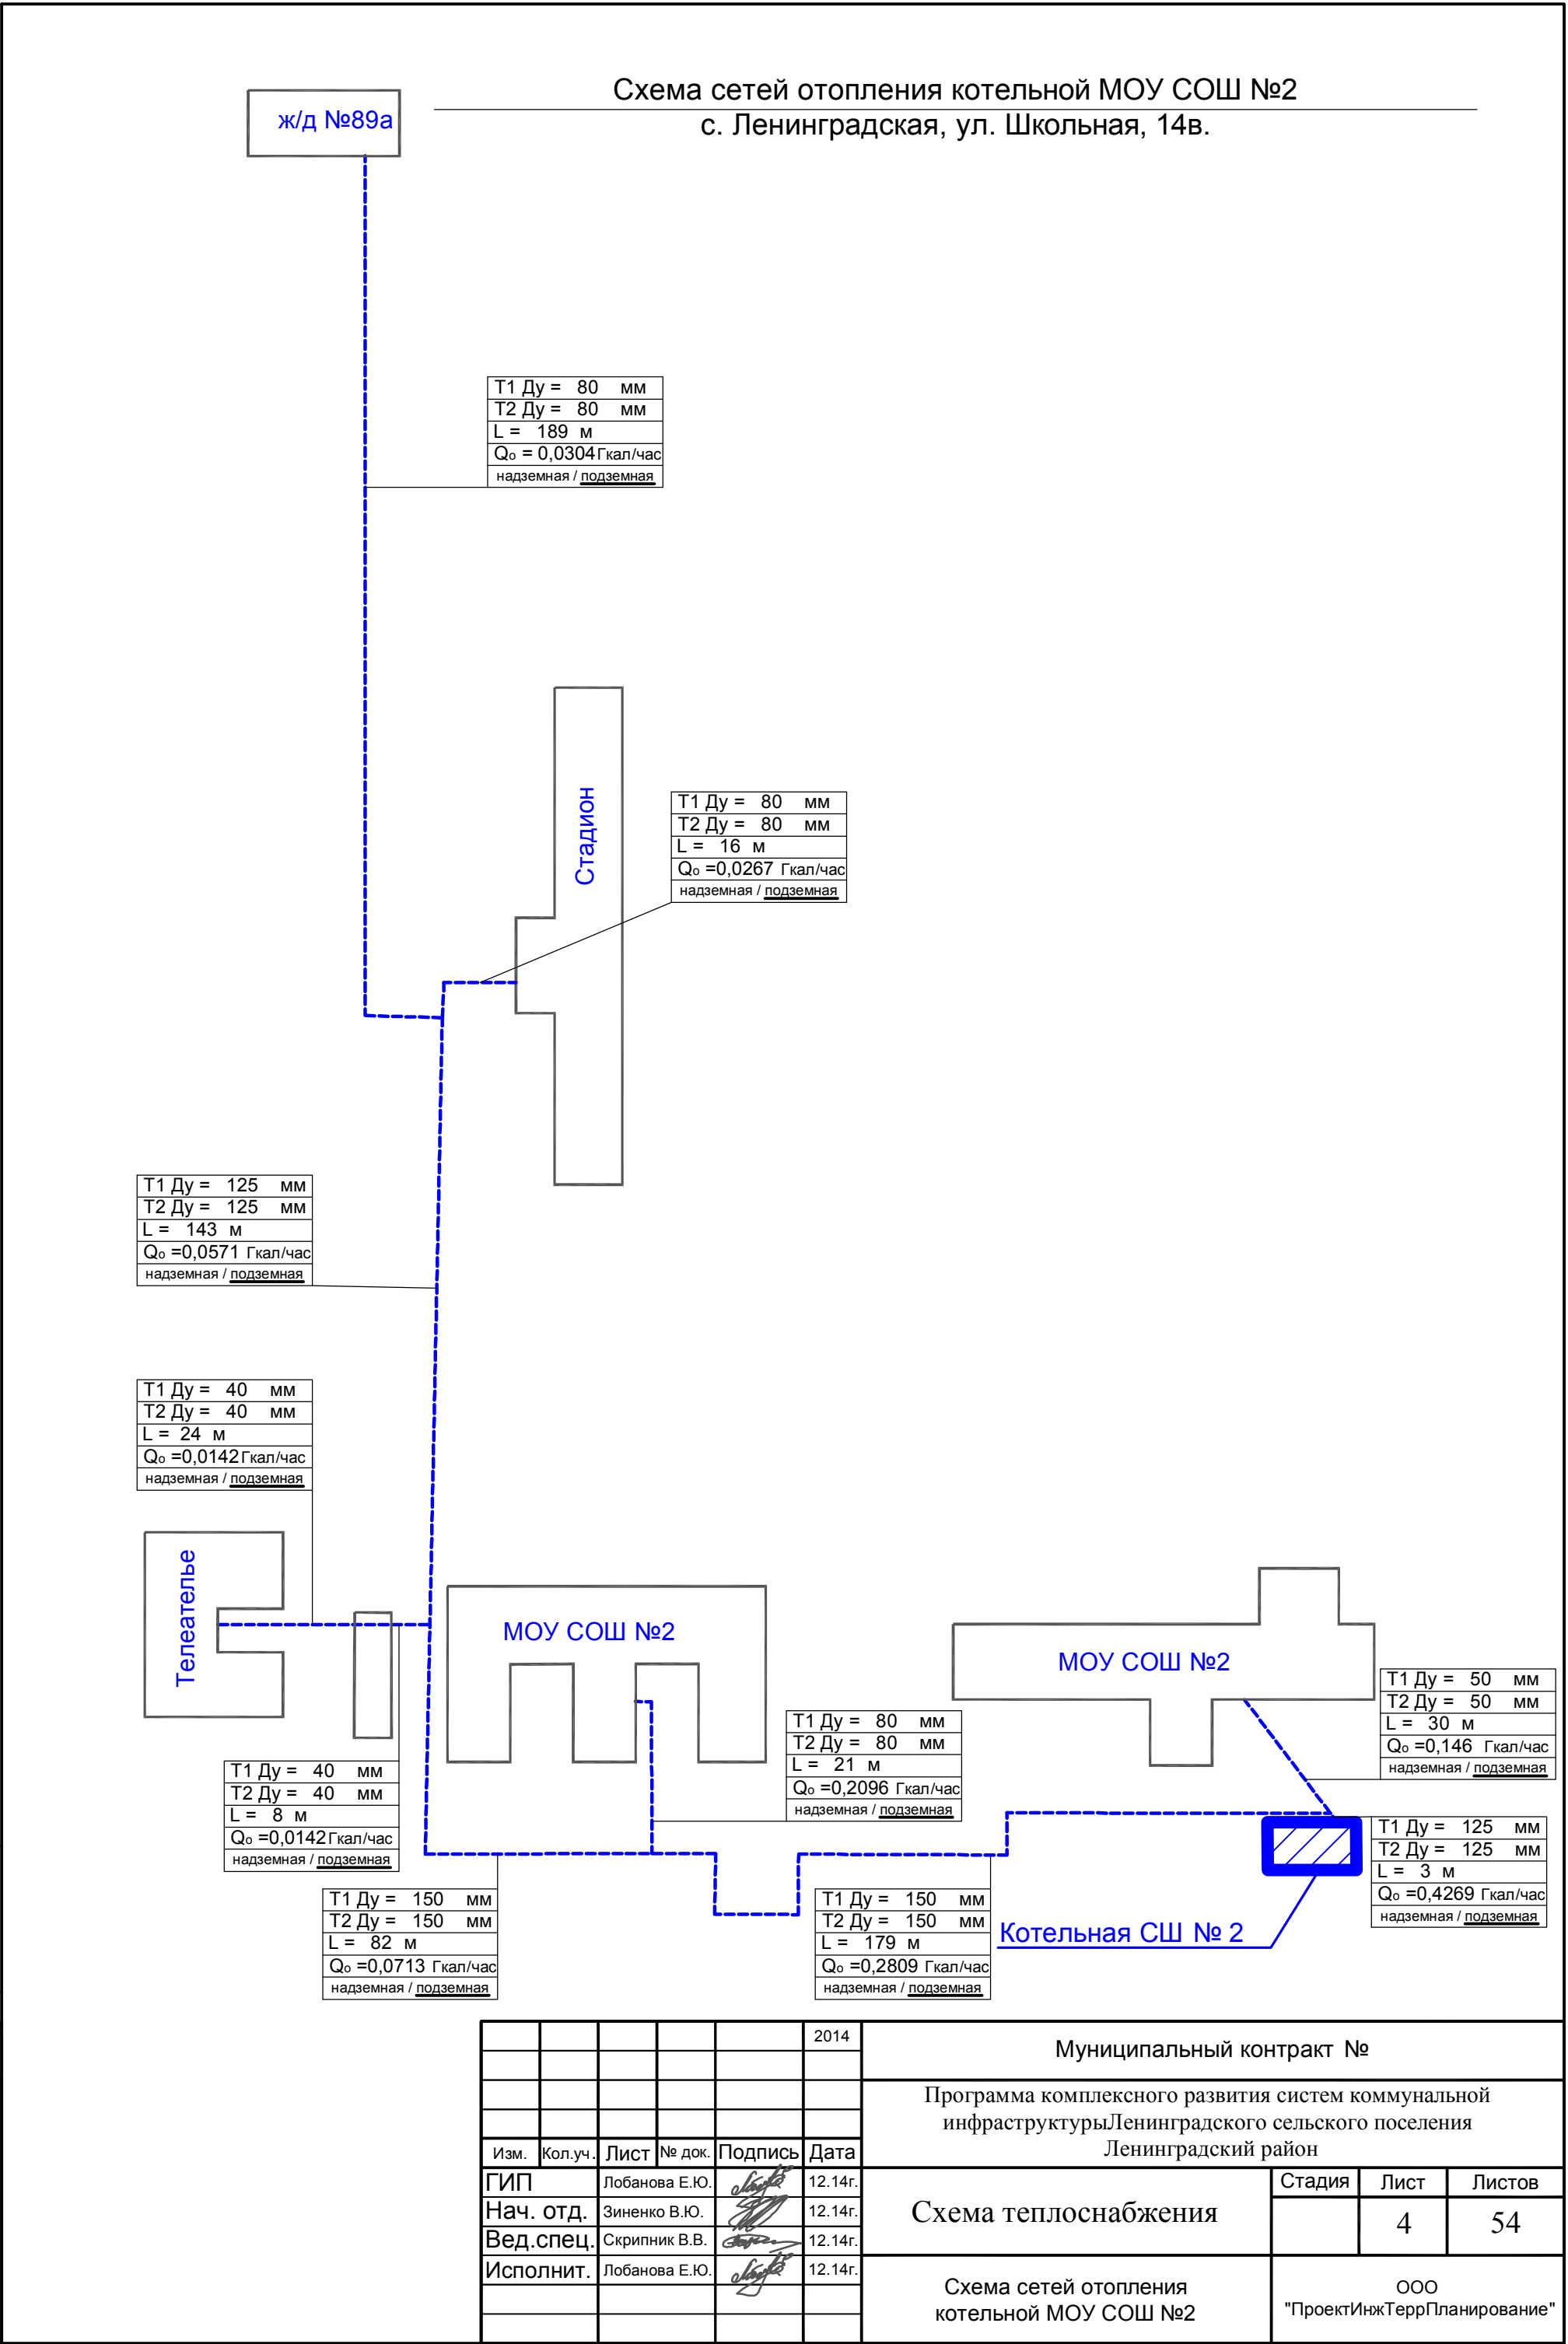 Схема сетей отопления котельной МОУ СОШ №2
с. Ленинградская, ул. Школьная, 14в.
ж/д №89а
Т1 Ду = 80 мм
Т2 Ду = 80 мм
L = 189 м
Qо = 0,0304 Гкал/час
надземная / подземная
Стадион
Т1 Ду = 80 мм
Т2 Ду = 80 мм
L = 16 м
Qо =0,0267 Гкал/час
надземная / подземная
Т1 Ду = 125 мм
Т2 Ду = 125 мм
L = 143 м
Qо =0,0571 Гкал/час
надземная / подземная
Т1 Ду = 40 мм
Т2 Ду = 40 мм
L = 24 м
Qо =0,0142 Гкал/час
надземная / подземная
Телеателье
МОУ СОШ №2
МОУ СОШ №2
Т1 Ду = 50 мм
Т2 Ду = 50 мм
L = 30 м
Qо =0,146 Гкал/час
надземная / подземная
Т1 Ду = 80 мм
Т2 Ду = 80 мм
L = 21 м
Qо =0,2096 Гкал/час
надземная / подземная
Т1 Ду = 40 мм
Т2 Ду = 40 мм
L = 8 м
Qо =0,0142 Гкал/час
надземная / подземная
Т1 Ду = 125 мм
Т2 Ду = 125 мм
L = 3 м
Qо =0,4269 Гкал/час
надземная / подземная
Т1 Ду = 150 мм
Т2 Ду = 150 мм
L = 82 м
Qо =0,0713 Гкал/час
надземная / подземная
Т1 Ду = 150 мм
Т2 Ду = 150 мм
L = 179 м
Qо =0,2809 Гкал/час
надземная / подземная
Котельная СШ № 2
2014
Муниципальный контракт №
Программа комплексного развития систем коммунальной
инфраструктурыЛенинградского сельского поселения
Ленинградский район
Изм. Кол.уч. Лист № док. Подпись Дата
ГИП Лобанова Е.Ю. 12.14г.
Нач. отд. Зиненко В.Ю. 12.14г.
Вед.спец. Скрипник В.В. 12.14г.
Исполнит. Лобанова Е.Ю. 12.14г.
Схема теплоснабжения
Стадия Лист Листов
4 54
Схема сетей отопления
котельной МОУ СОШ №2
ООО
"ПроектИнжТеррПланирование"